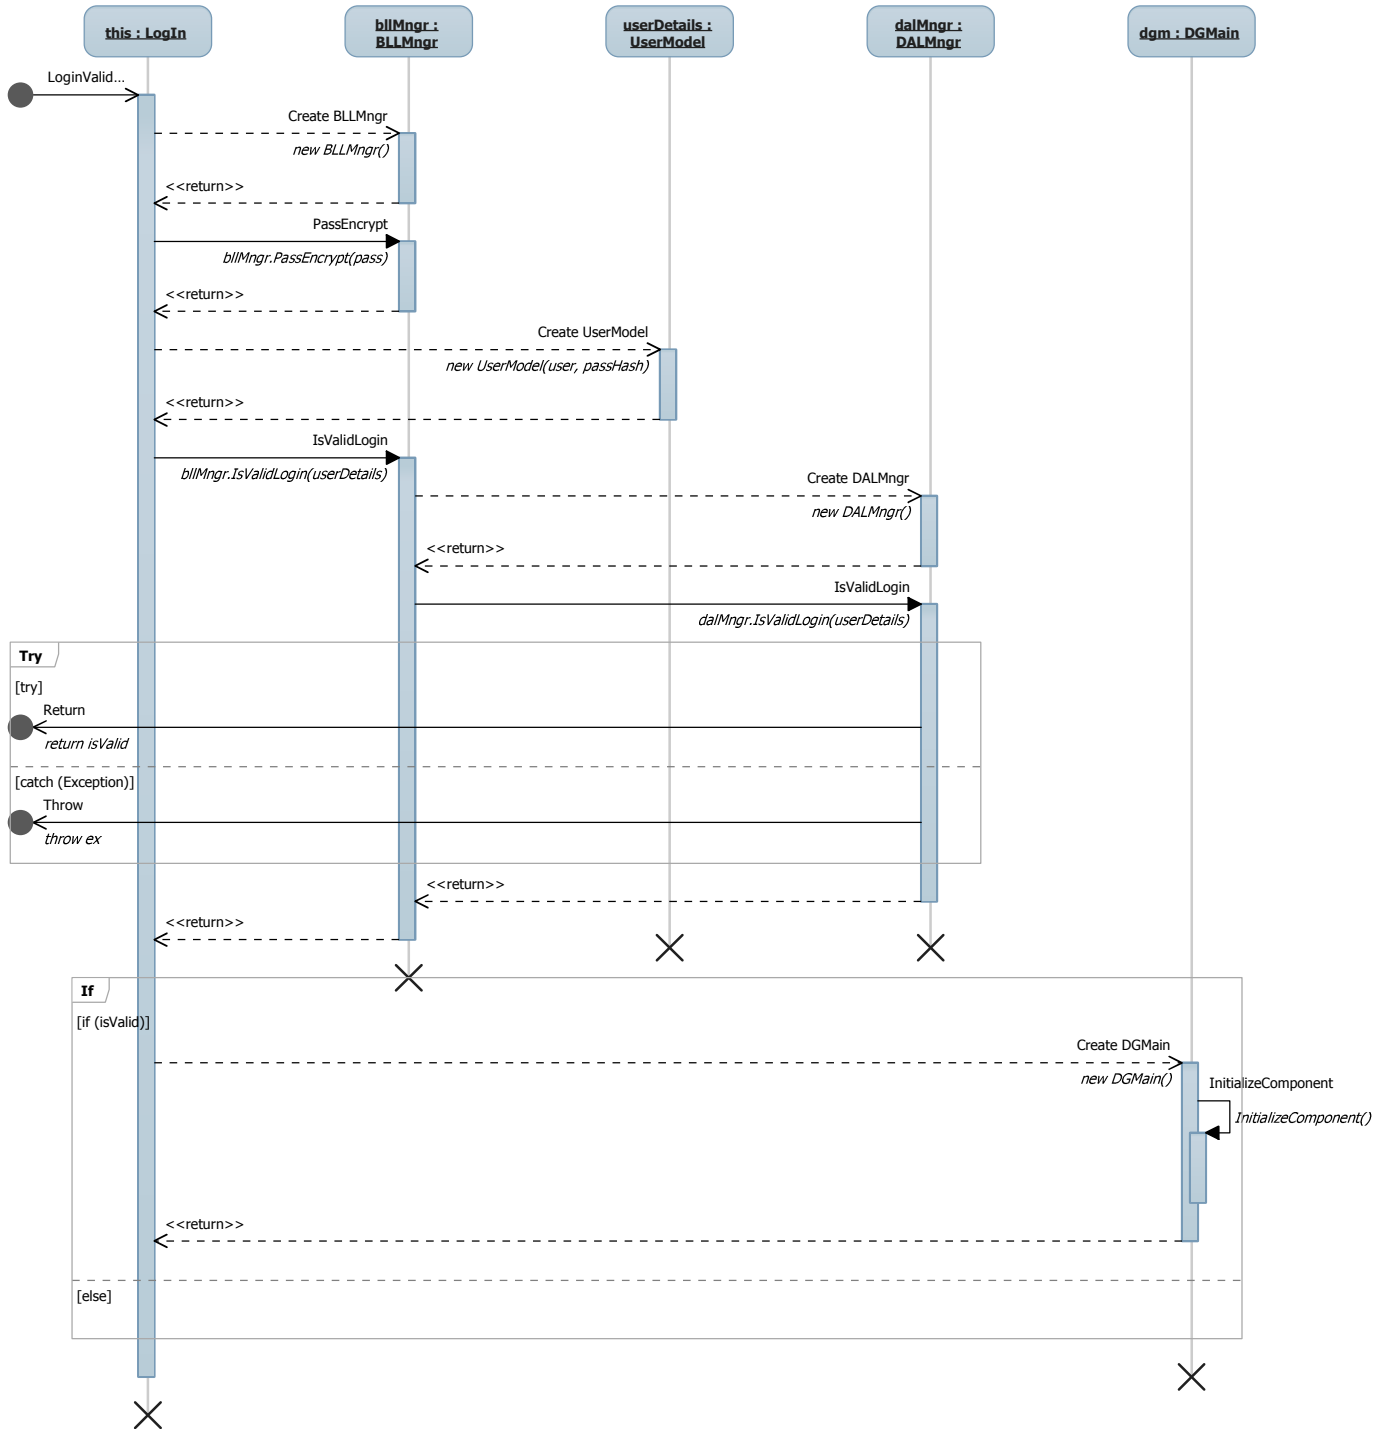 this : LogIn
bllMngr :
BLLMngr
userDetails :
UserModel
dalMngr :
DALMngr
dgm : DGMain
LoginValid...
Create BLLMngr
new BLLMngr()
<<return>>
PassEncrypt
bllMngr.PassEncrypt(pass)
<<return>>
Create UserModel
new UserModel(user, passHash)
<<return>>
IsValidLogin
bllMngr.IsValidLogin(userDetails)
Create DALMngr
new DALMngr()
<<return>>
IsValidLogin
dalMngr.IsValidLogin(userDetails)
Try
[try]
Return
return isValid
[catch (Exception)]
Throw
throw ex
<<return>>
<<return>>
If
[if (isValid)]
Create DGMain
new DGMain()
InitializeComponent
InitializeComponent()
<<return>>
[else]